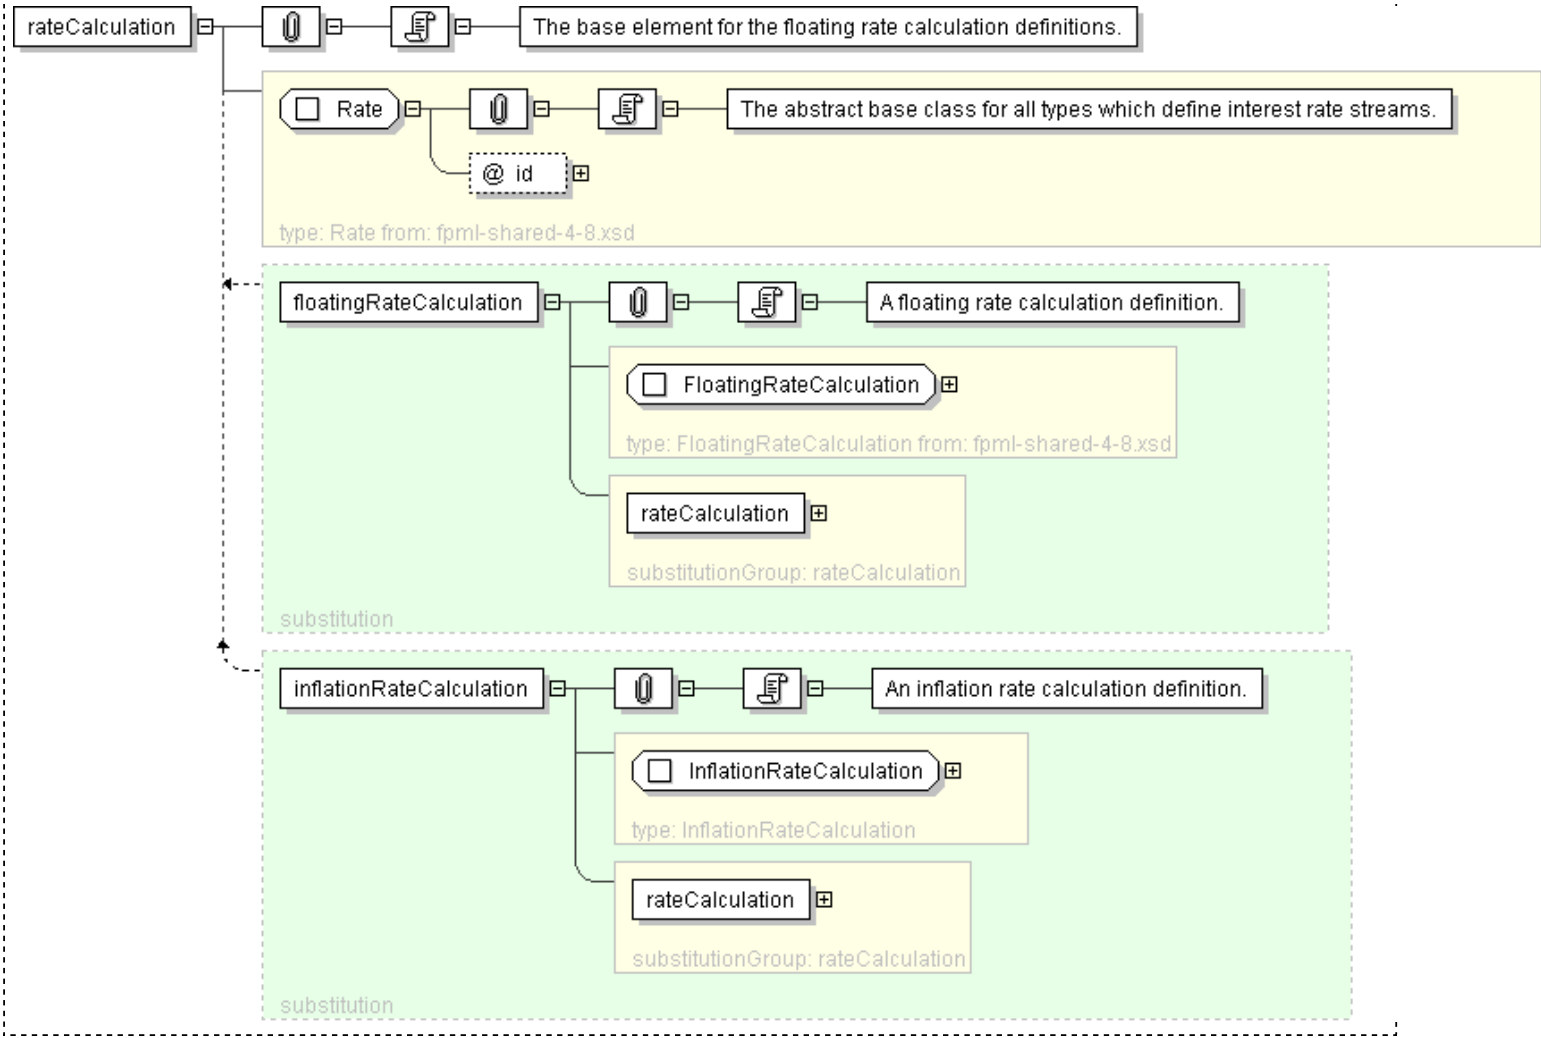 rateCalculation
The base element for the floating rate calculation definitions.
Rate
The abstract base class for all types which define interest rate streams.
@ id
type: Rate from: fpml-shared-4-8.xsd
floatingRateCalculation
A floating rate calculation definition.
FloatingRateCalculation
type: FloatingRateCalculation from: fpml-shared-4-8.xsd
rateCalculation
substitutionGroup: rateCalculation
substitution
inflationRateCalculation
An inflation rate calculation definition.
InflationRateCalculation
type: InflationRateCalculation
rateCalculation
substitutionGroup: rateCalculation
substitution